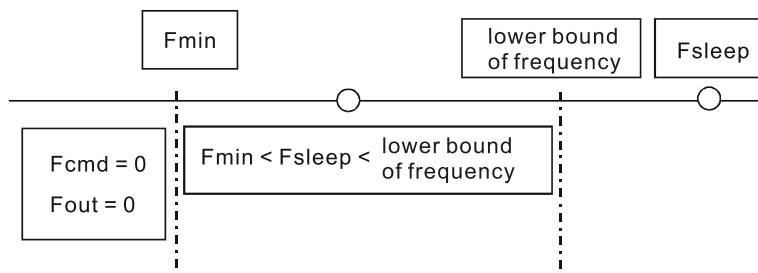 Fmin
lower bound
of frequency
Fsleep
Fcmd = 0
Fout = 0
Fmin < Fsleep < lower bound
of frequency